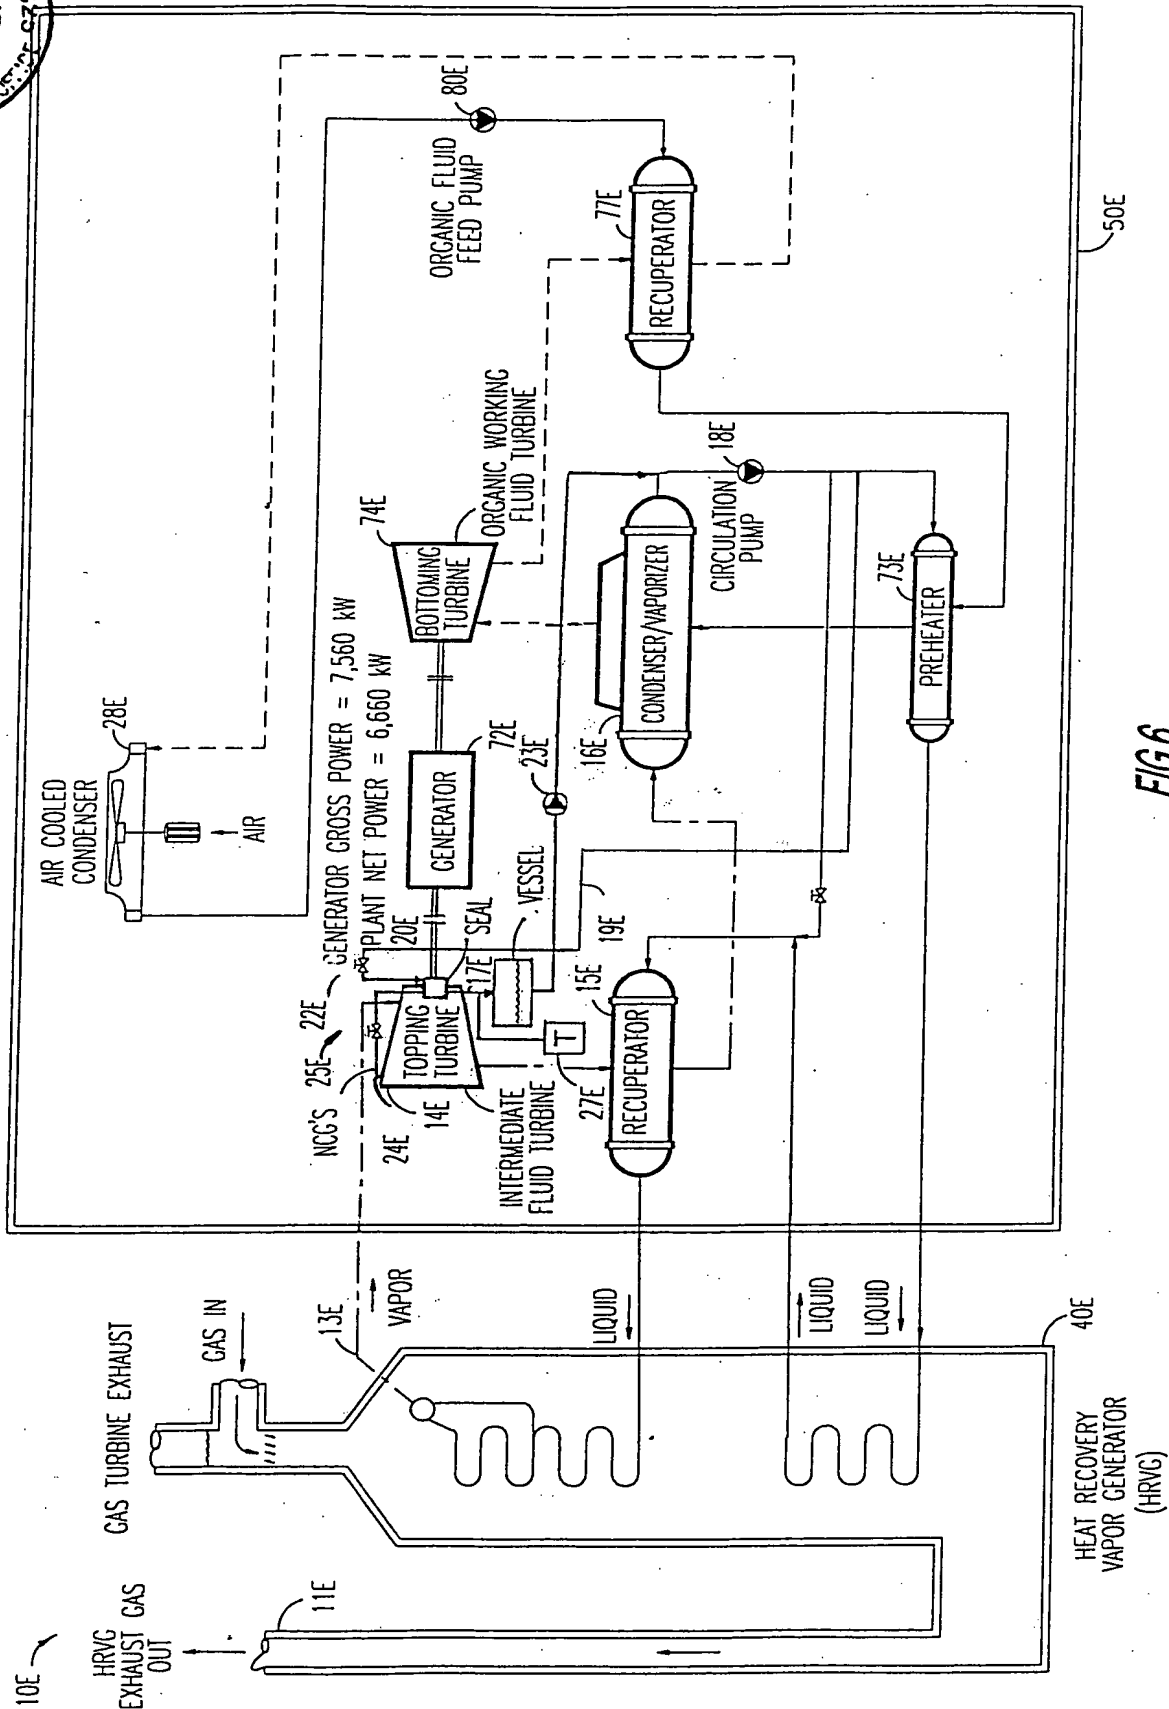 10E
HRVG
EXHAUST GAS
OUT
11E
GAS TURBINE EXHAUST
GAS IN
13E
VAPOR
LIQUID
LIQUID
LIQUID
40E
HEAT RECOVERY
VAPOR GENERATOR
(HRVG)
AIR COOLED
CONDENSER
28E
AIR
GENERATOR GROSS POWER = 7,560 kW
PLANT NET POWER = 6,660 kW
22E
25E
NCG'S
24E
14E
TOPPING
TURBINE
INTERMEDIATE
FLUID TURBINE
20E
SEAL
17E
VESSEL
T
27E
GENERATOR
72E
23E
BOTTOMING
TURBINE
74E
ORGANIC WORKING
FLUID TURBINE
ORGANIC FLUID
FEED PUMP
80E
RECUPERATOR
77E
RECUPERATOR
15E
19E
CONDENSER/VAPORIZER
16E
CIRCULATION
PUMP
18E
PREHEATER
73E
50E
FIG.6